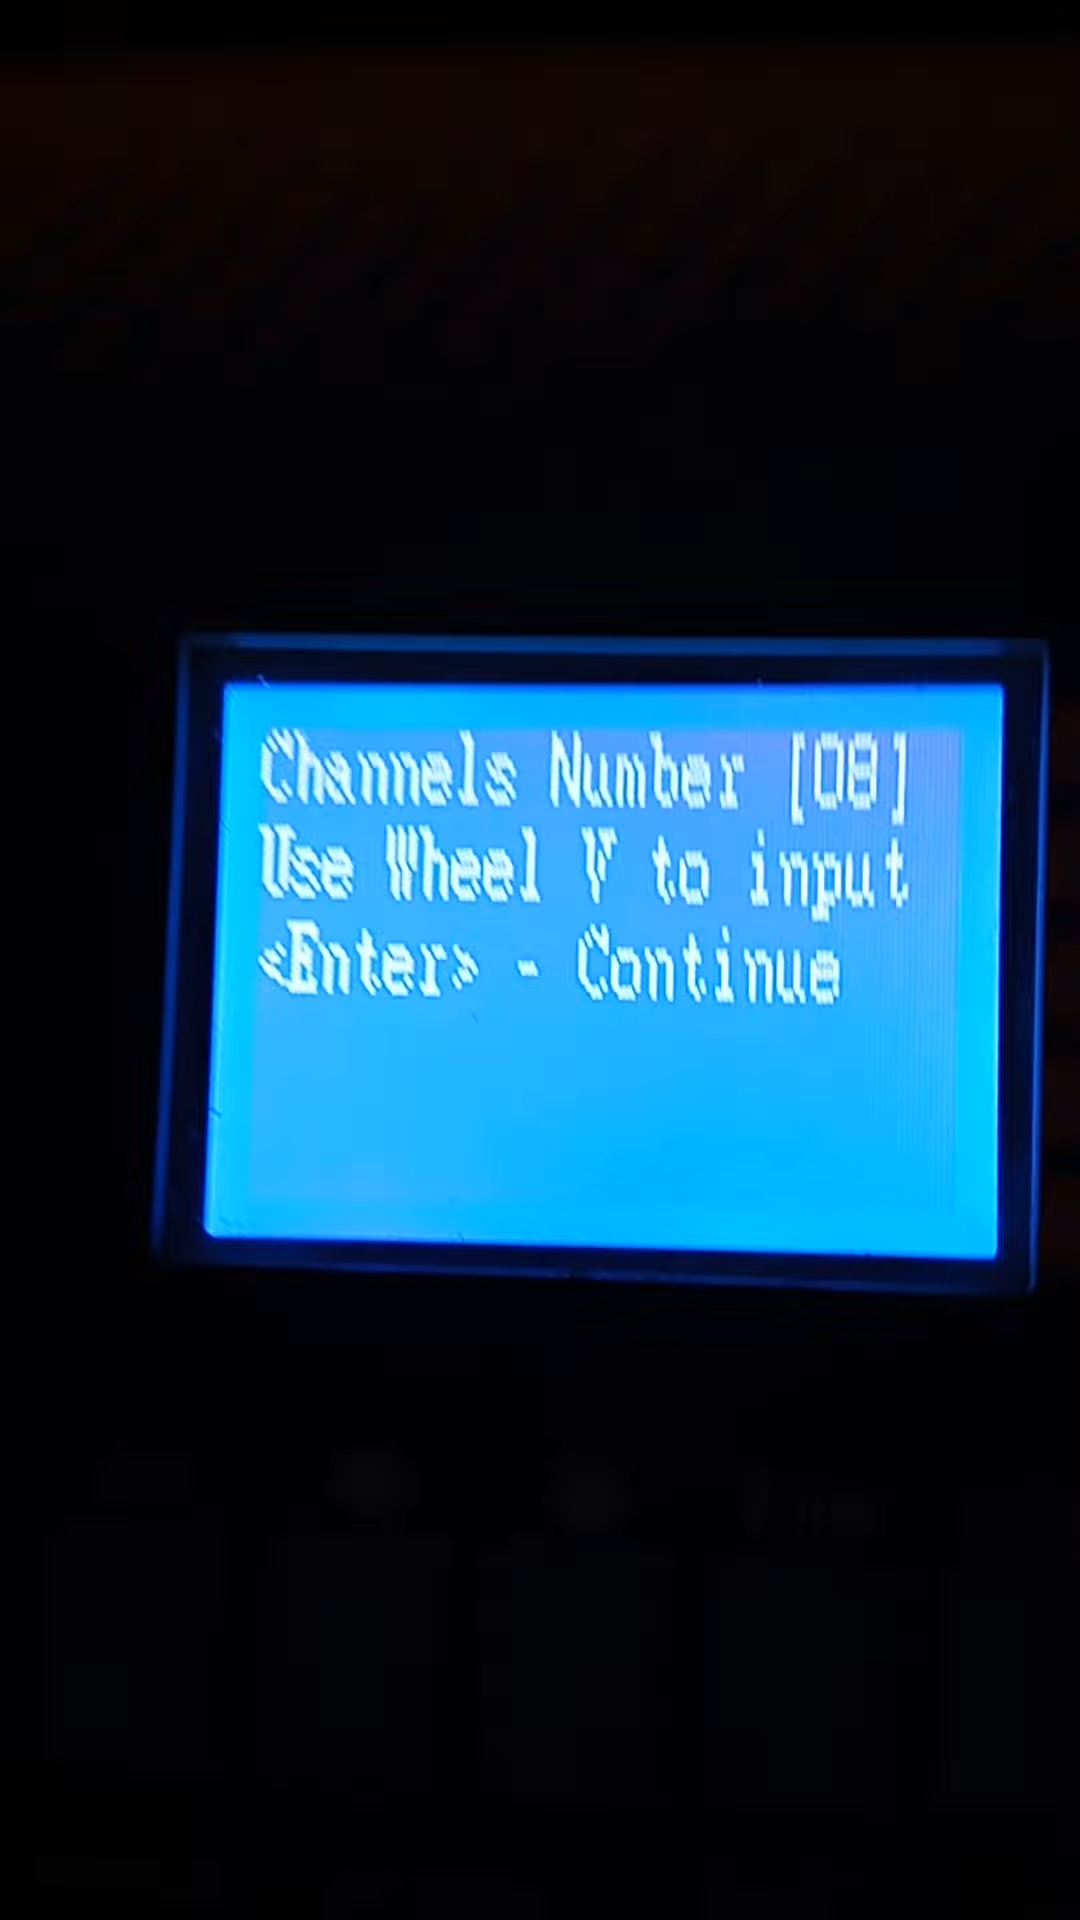 Channels Number [08]
Use Wheel V to input
<Enter> - Continue